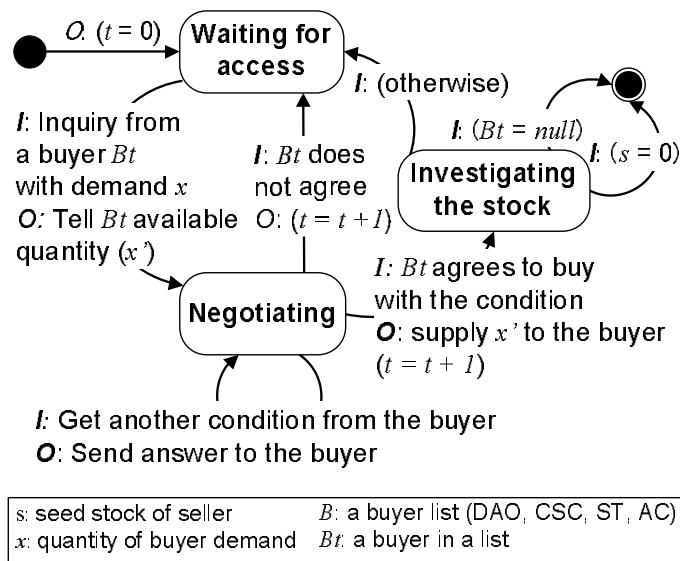 O: (t = 0)
Waiting for
access
I: (otherwise)
I: Inquiry from
a buyer Bt
with demand x
O: Tell Bt available
quantity (x’)
I: Bt does
not agree
O: (t = t +1)
I: (Bt = null)
I: (s = 0)
Investigating
the stock
I: Bt agrees to buy
with the condition
O: supply x’ to the buyer
(t = t + 1)
Negotiating
I: Get another condition from the buyer
O: Send answer to the buyer
s: seed stock of seller
B: a buyer list (DAO, CSC, ST, AC)
x: quantity of buyer demand
Bt: a buyer in a list